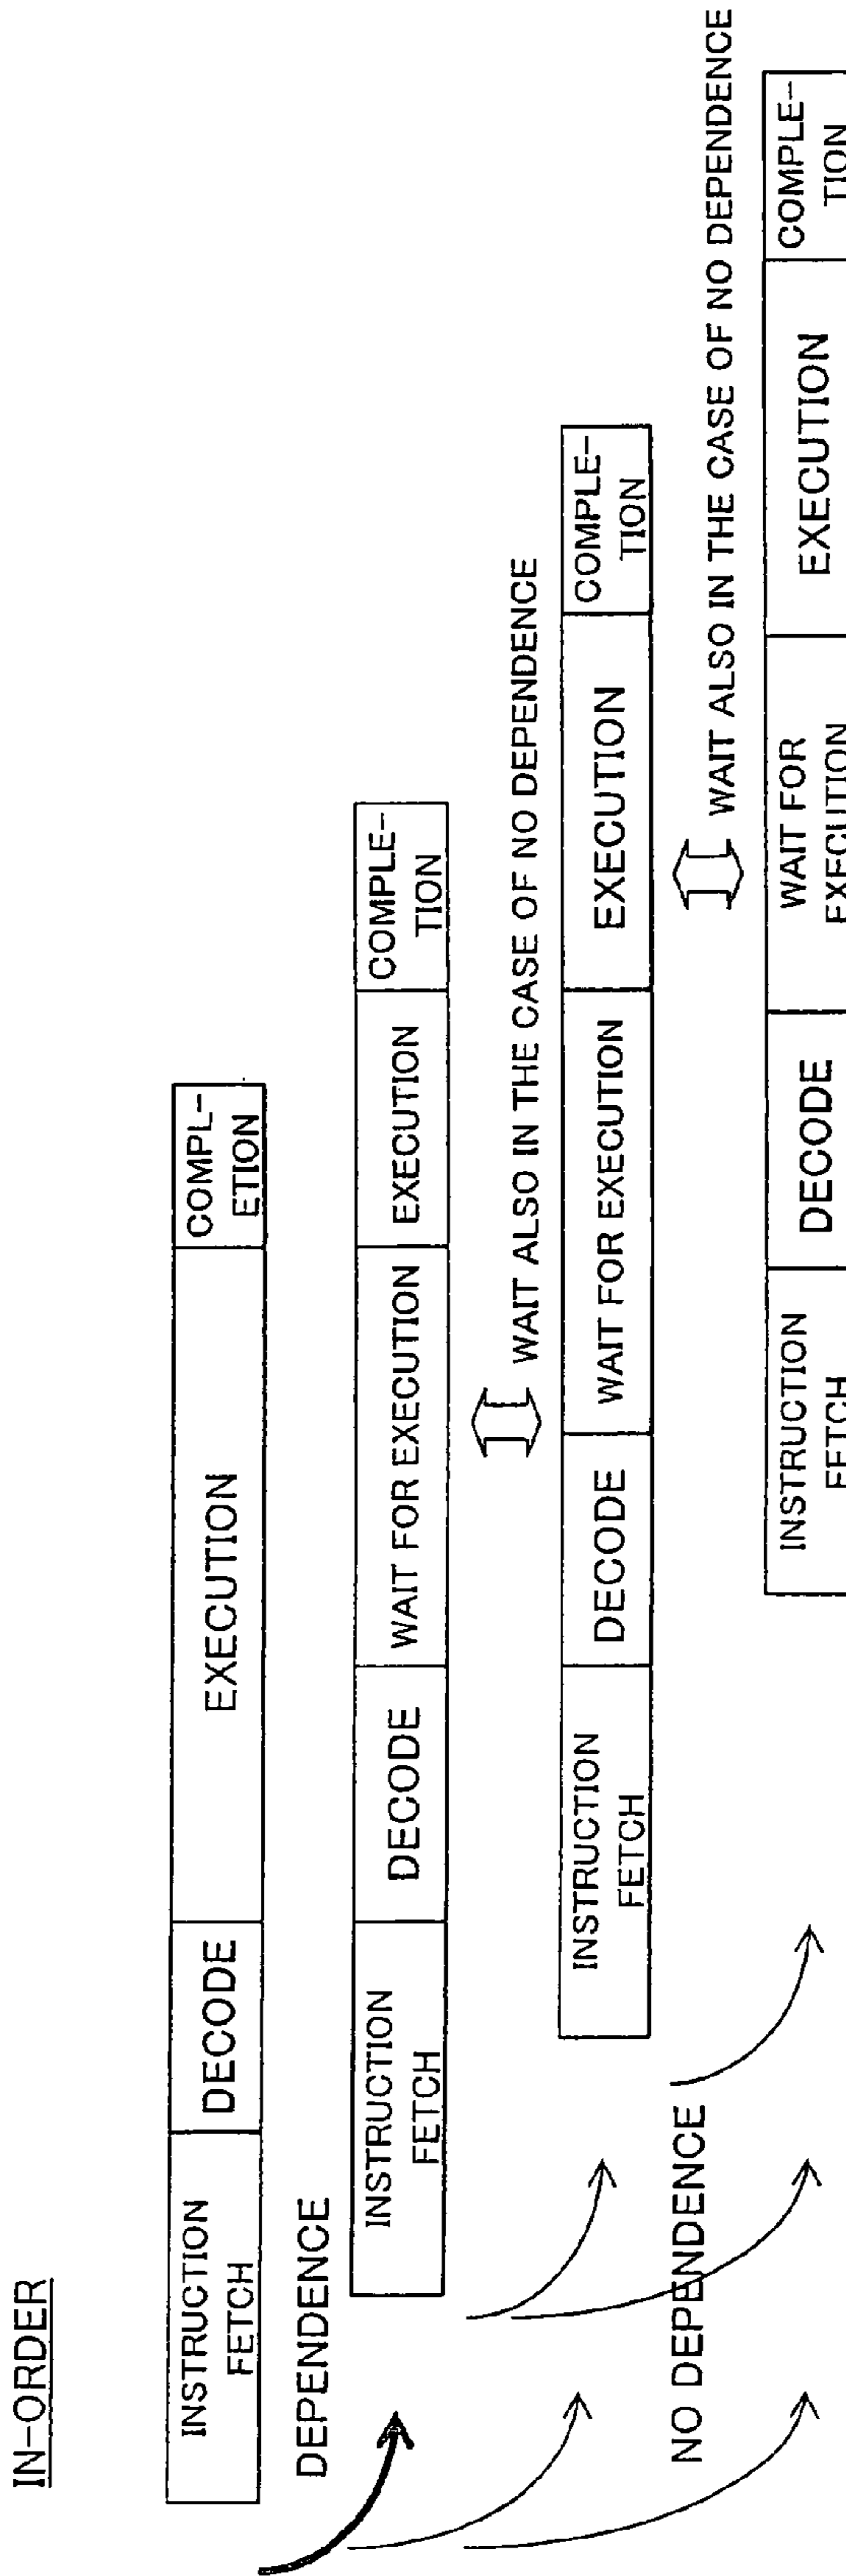 IN-ORDER
INSTRUCTION
FETCH
DECODE
EXECUTION
COMPL-
ETION
DEPENDENCE
INSTRUCTION
FETCH
DECODE
WAIT FOR EXECUTION
EXECUTION
COMPLE-
TION
WAIT ALSO IN THE CASE OF NO DEPENDENCE
INSTRUCTION
FETCH
DECODE
WAIT FOR EXECUTION
EXECUTION
COMPLE-
TION
NO DEPENDENCE
WAIT ALSO IN THE CASE OF NO DEPENDENCE
INSTRUCTION
FETCH
DECODE
WAIT FOR
EXECUTION
EXECUTION
COMPLE-
TION